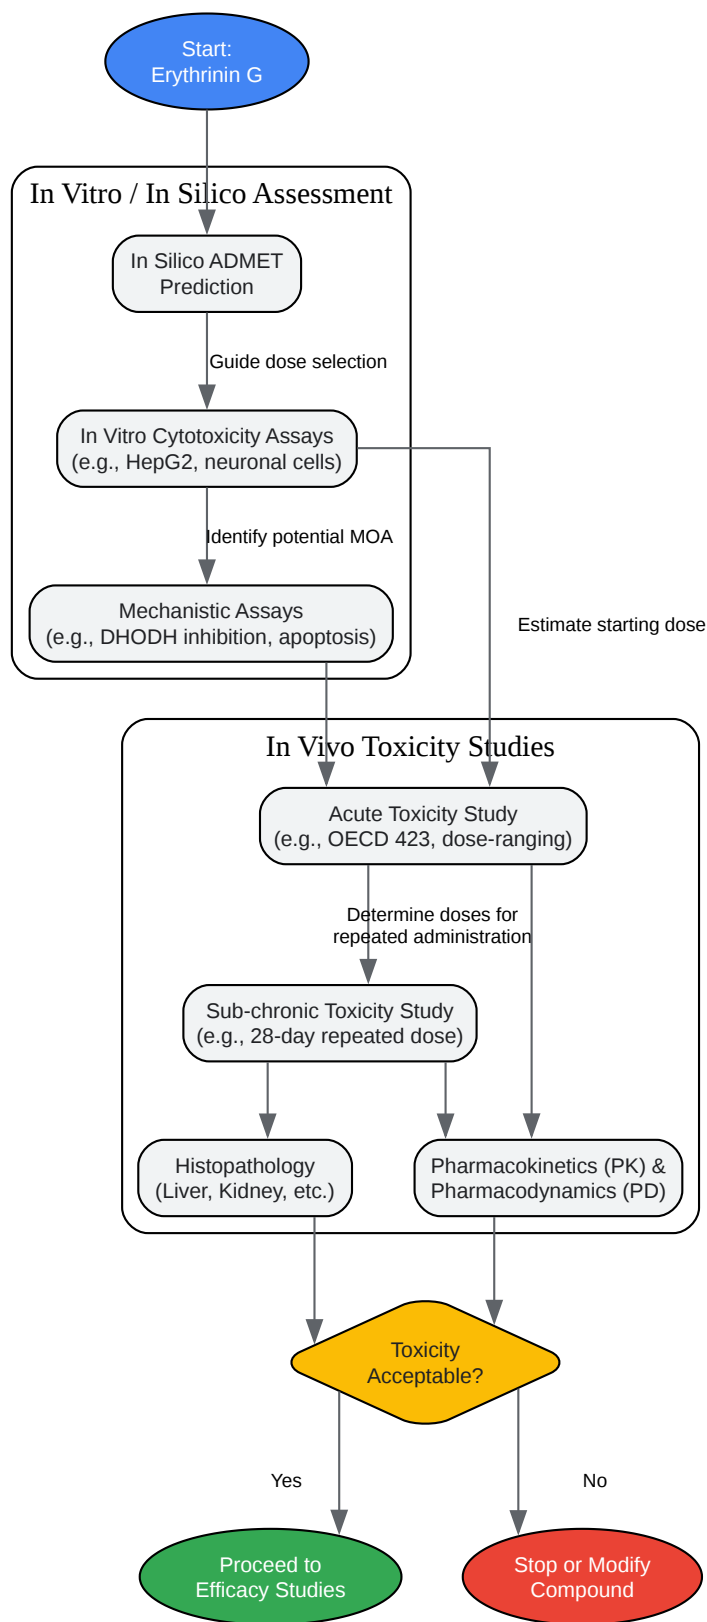 Start:
Erythrinin G
In Vitro / In Silico Assessment
In Silico ADMET
Prediction
Guide dose selection
In Vitro Cytotoxicity Assays
(e.g., HepG2, neuronal cells)
Identify potential MOA
Mechanistic Assays
(e.g., DHODH inhibition, apoptosis)
Estimate starting dose
In Vivo Toxicity Studies
Acute Toxicity Study
(e.g., OECD 423, dose-ranging)
Determine doses for
repeated administration
Sub-chronic Toxicity Study
(e.g., 28-day repeated dose)
Histopathology
(Liver, Kidney, etc.)
Pharmacokinetics (PK) &
Pharmacodynamics (PD)
Toxicity
Acceptable?
Yes
No
Proceed to
Efficacy Studies
Stop or Modify
Compound